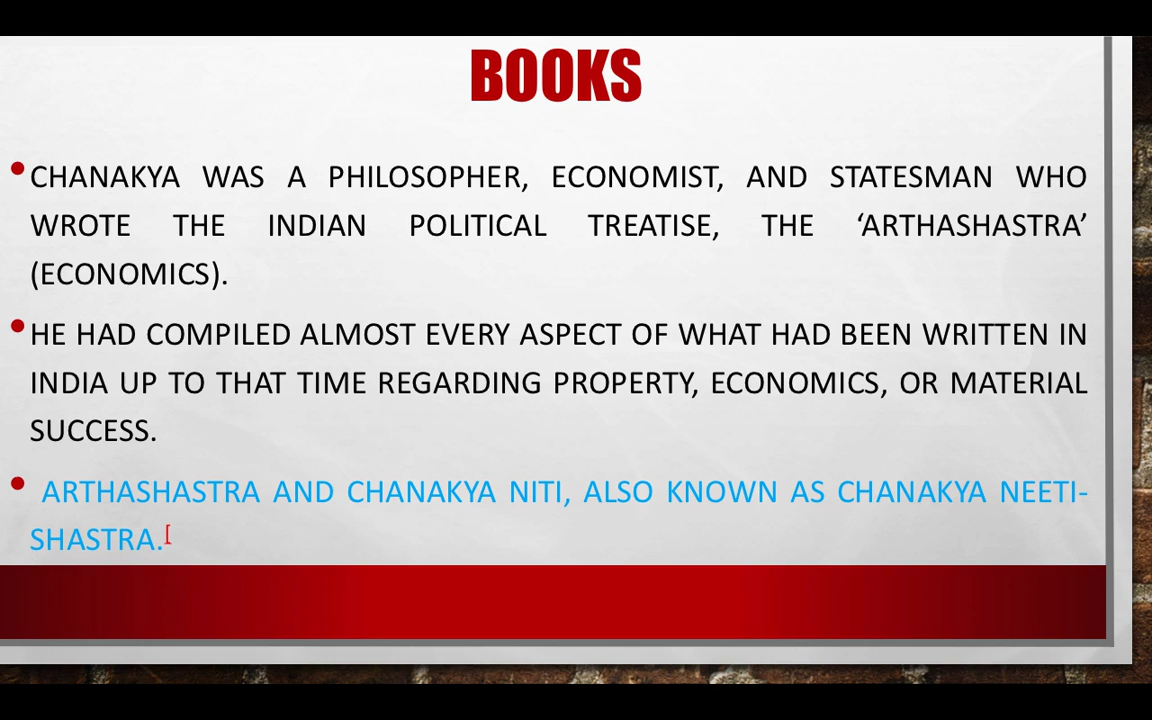 BOOKS
• CHANAKYA WAS A PHILOSOPHER, ECONOMIST, AND STATESMAN WHO
WROTE THE INDIAN POLITICAL TREATISE, THE ‘ARTHASHASTRA’
(ECONOMICS).
• HE HAD COMPILED ALMOST EVERY ASPECT OF WHAT HAD BEEN WRITTEN IN
INDIA UP TO THAT TIME REGARDING PROPERTY, ECONOMICS, OR MATERIAL
SUCCESS.
• ARTHASHASTRA AND CHANAKYA NITI, ALSO KNOWN AS CHANAKYA NEETI-
SHASTRA.[